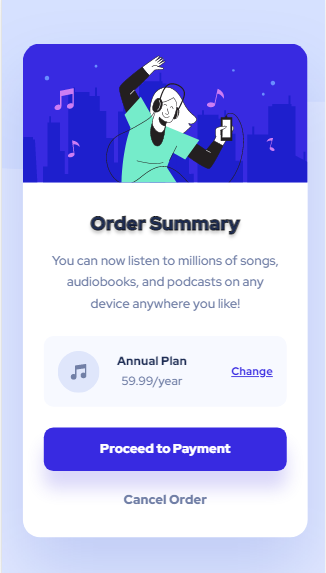 Order Summary
You can now listen to millions of songs,
audiobooks, and podcasts on any
device anywhere you like!
Annual Plan
59.99/year
Change
Proceed to Payment
Cancel Order